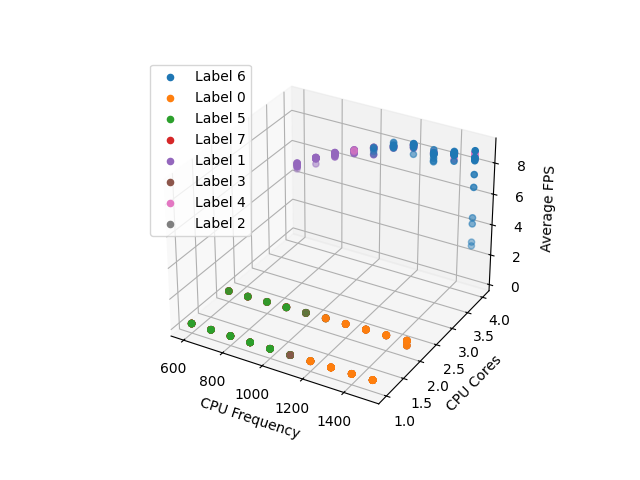 Label 6
Label 0
Label 5
Label 7
Label 1
Label 3
Label 4
Label 2
8
6
4
2
0
Average FPS
4.0
3.5
3.0
2.5
2.0
1.5
1.0
CPU Cores
600
800
1000
1200
1400
CPU Frequency